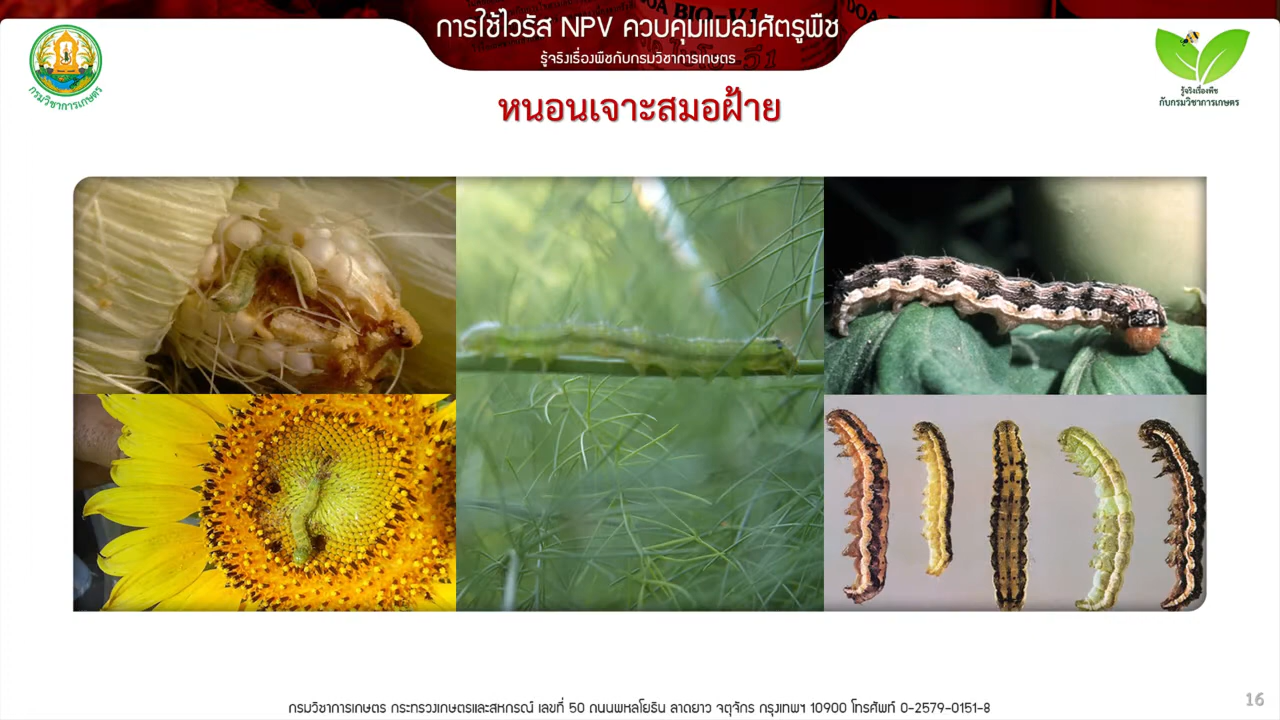 การใช้ไวรัส NPV ควบคุมแมลงศัตรูพืช
รู้จริงเรื่องพืชกับกรมวิชาการเกษตร
กรมวิชาการเกษตร
รู้จริงเรื่องพืช
กับกรมวิชาการเกษตร
หนอนเจาะสมอฝ้าย
กรมวิชาการเกษตร กระทรวงเกษตรและสหกรณ์ เลขที่ 50 ถนนพหลโยธิน ลาดยาว จตุจักร กรุงเทพฯ 10900 โทรศัพท์ 0-2579-0151-8
16